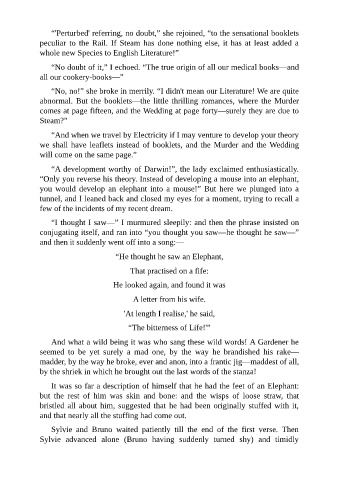 “'Perturbed' referring, no doubt,” she rejoined, “to the sensational booklets
peculiar to the Rail. If Steam has done nothing else, it has at least added a
whole new Species to English Literature!”
“No doubt of it,” I echoed. “The true origin of all our medical books—and
all our cookery-books—”
“No, no!” she broke in merrily. “I didn't mean our Literature! We are quite
abnormal. But the booklets—the little thrilling romances, where the Murder
comes at page fifteen, and the Wedding at page forty—surely they are due to
Steam?”
“And when we travel by Electricity if I may venture to develop your theory
we shall have leaflets instead of booklets, and the Murder and the Wedding
will come on the same page.”
“A development worthy of Darwin!”, the lady exclaimed enthusiastically.
“Only you reverse his theory. Instead of developing a mouse into an elephant,
you would develop an elephant into a mouse!” But here we plunged into a
tunnel, and I leaned back and closed my eyes for a moment, trying to recall a
few of the incidents of my recent dream.
“I thought I saw—” I murmured sleepily: and then the phrase insisted on
conjugating itself, and ran into “you thought you saw—he thought he saw—”
and then it suddenly went off into a song:—
“He thought he saw an Elephant,
That practised on a fife:
He looked again, and found it was
A letter from his wife.
'At length I realise,' he said,
“The bitterness of Life!'”
And what a wild being it was who sang these wild words! A Gardener he
seemed to be yet surely a mad one, by the way he brandished his rake—
madder, by the way he broke, ever and anon, into a frantic jig—maddest of all,
by the shriek in which he brought out the last words of the stanza!
It was so far a description of himself that he had the feet of an Elephant:
but the rest of him was skin and bone: and the wisps of loose straw, that
bristled all about him, suggested that he had been originally stuffed with it,
and that nearly all the stuffing had come out.
Sylvie and Bruno waited patiently till the end of the first verse. Then
Sylvie advanced alone (Bruno having suddenly turned shy) and timidly